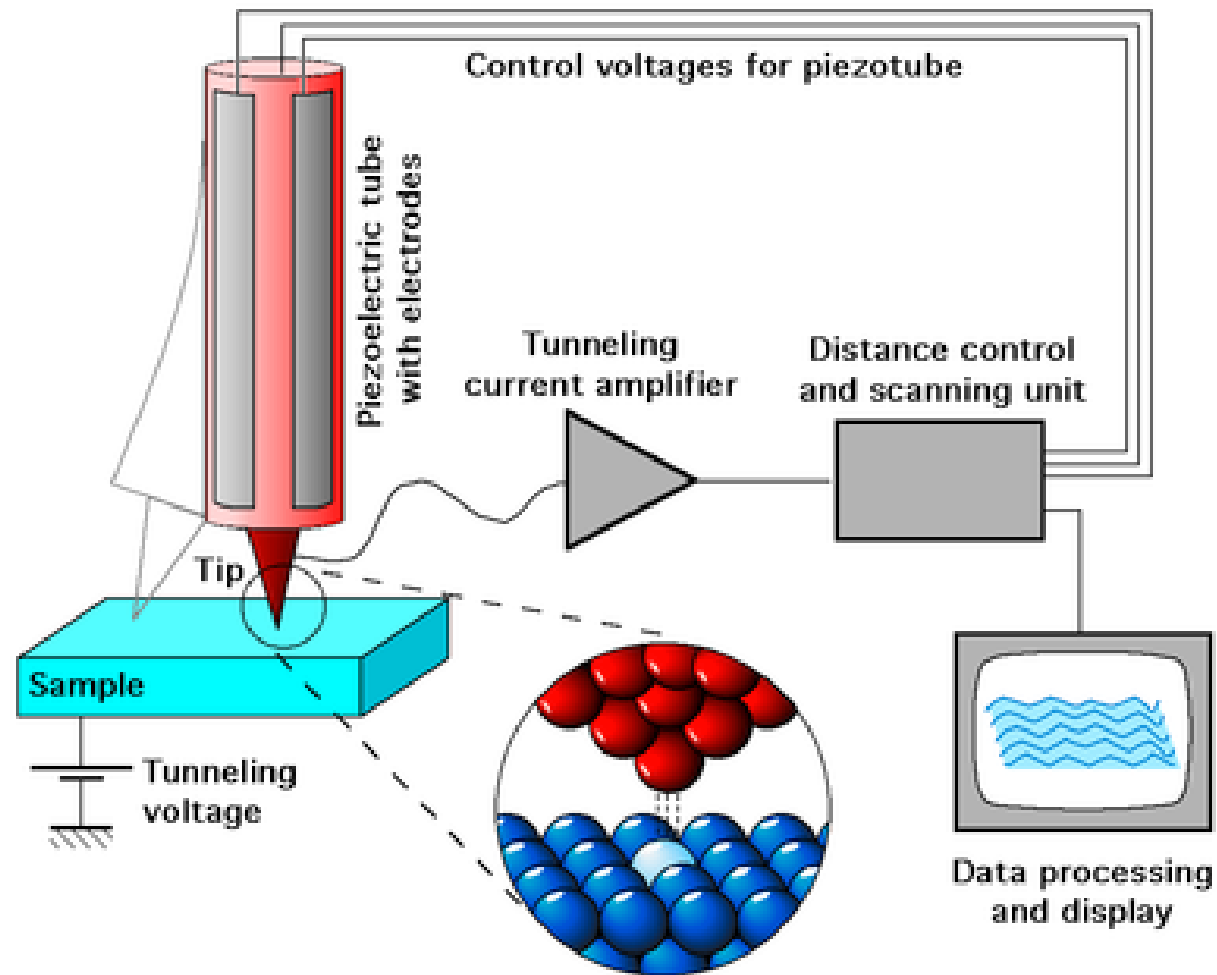 Control voltages for piezotube
Piezoelectric tube
with electrodes
Tunneling
current amplifier
Distance control
and scanning unit
Tip
Sample
Tunneling
voltage
Data processing
and display